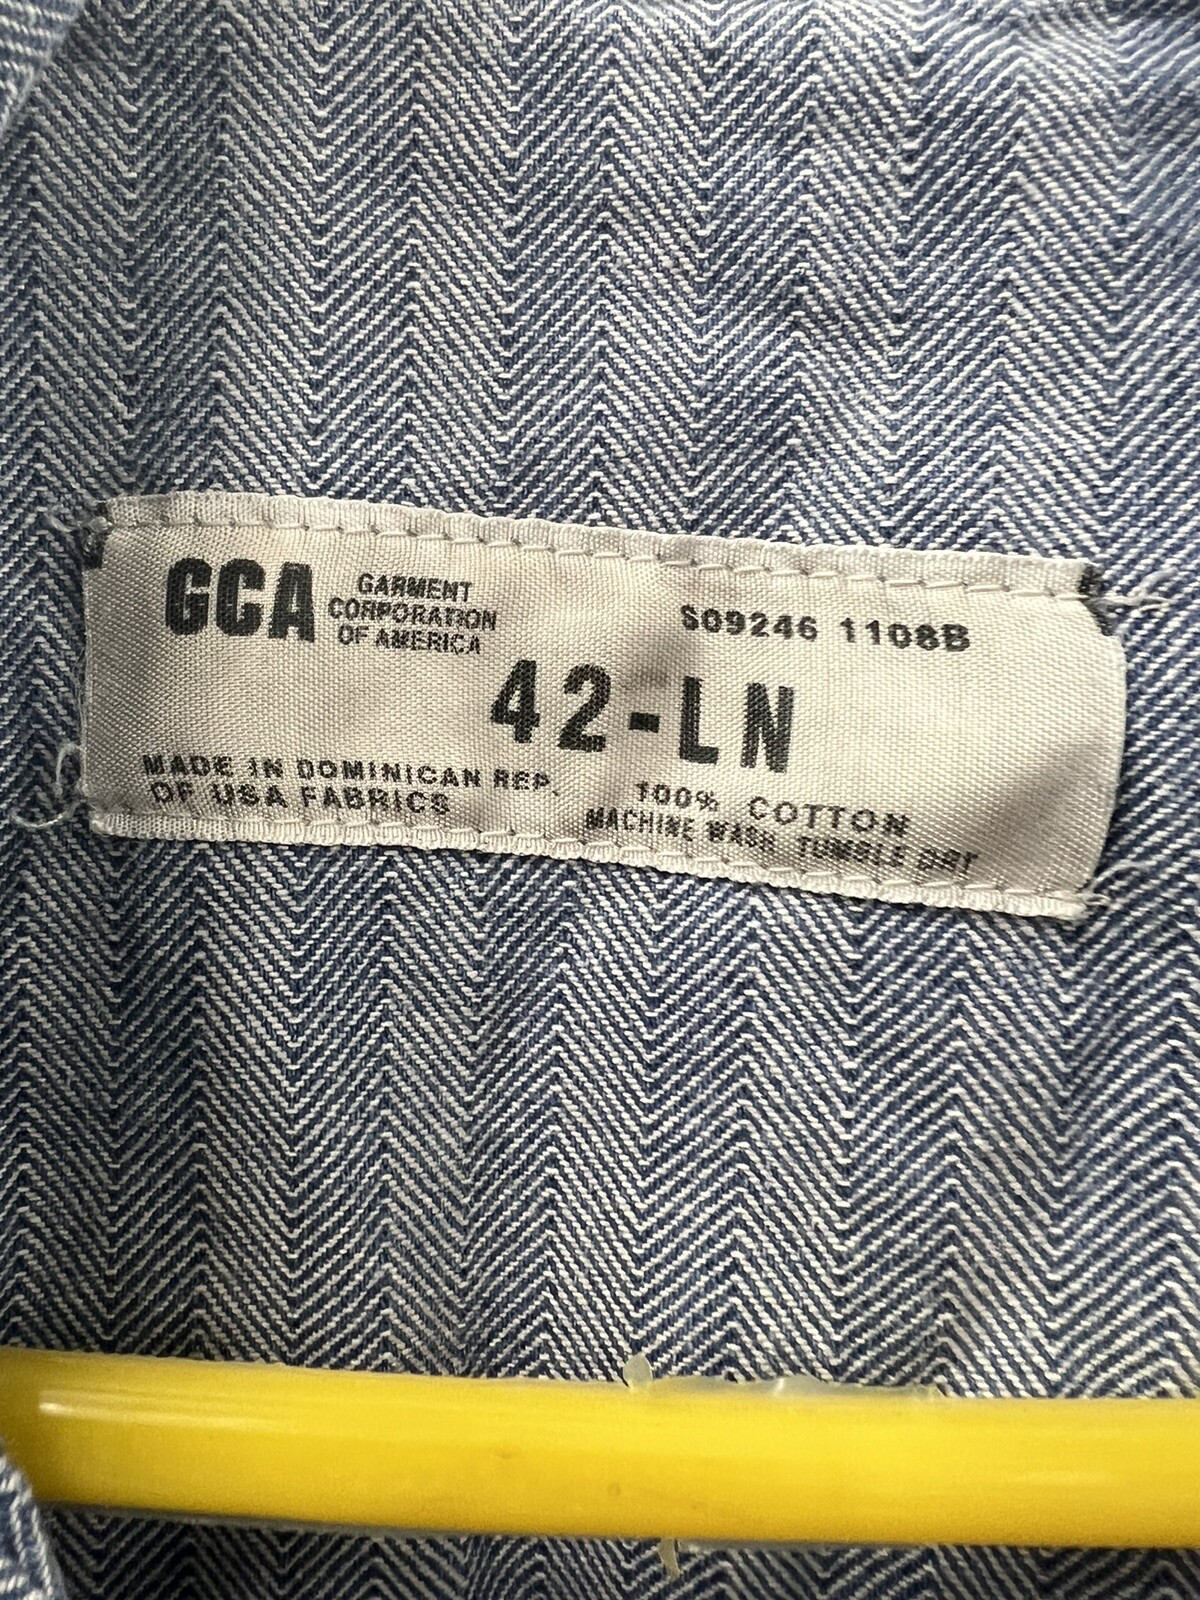 GCA
GARMENT
CORPORATION
OF AMERICA
S09246 1108B
42-LN
MADE IN DOMINICAN REP.
OF USA FABRICS
100% COTTON
MACHINE WASH TUMBLE DRY